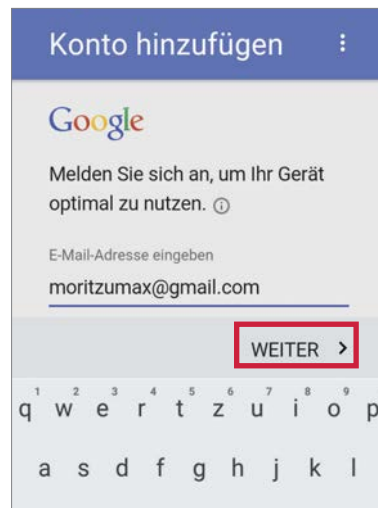 Konto hinzufügen
Google
Melden Sie sich an, um Ihr Gerät
optimal zu nutzen.
E-Mail-Adresse eingeben
moritzumax@gmail.com
WEITER >
1 2 3 4 5 6 7 8 9
q w e r t z u i o p
a s d f g h j k l